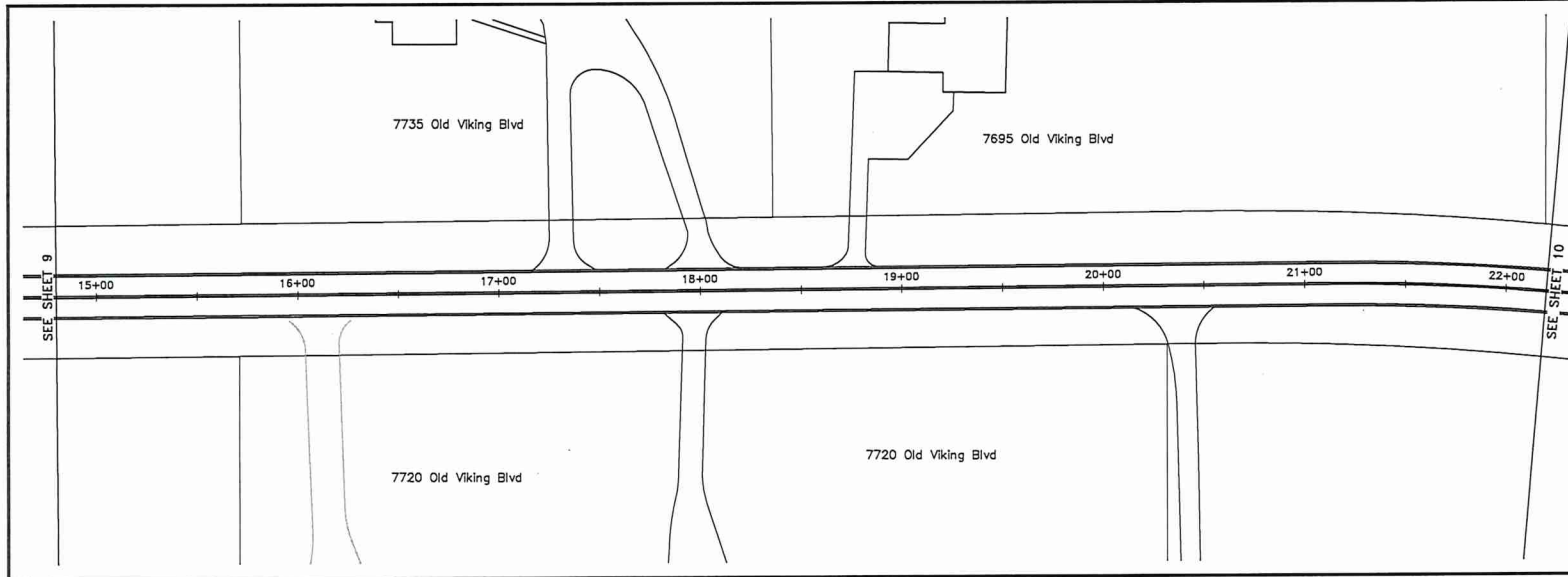 7735 Old Viking Blvd
7695 Old Viking Blvd
SEE SHEET 9
15+00
16+00
17+00
18+00
19+00
20+00
21+00
22+00
SEE SHEET 10
7720 Old Viking Blvd
7720 Old Viking Blvd